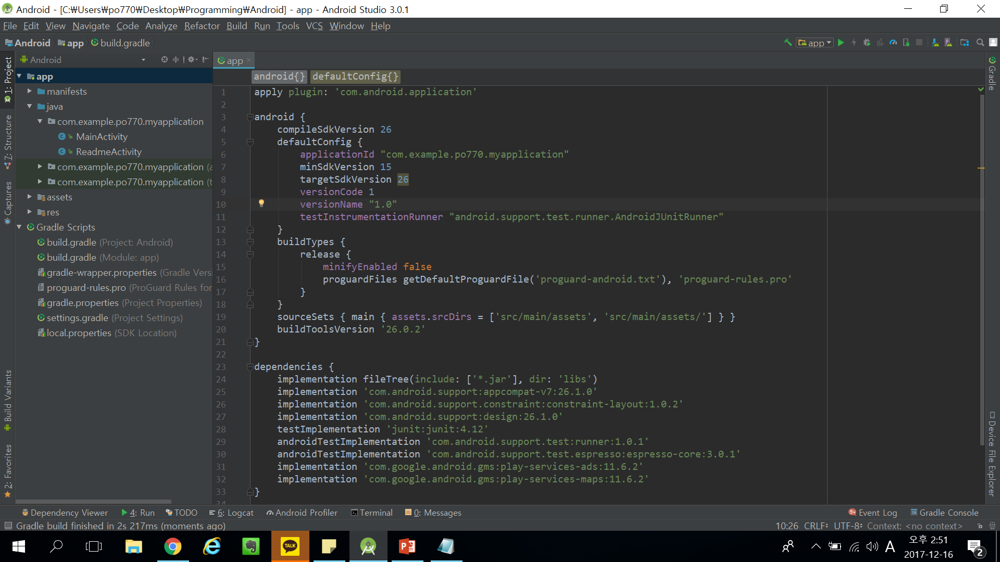 Android - [C:₩Users₩po770₩Desktop₩Programming₩Android] - app - Android Studio 3.0.1
File Edit View Navigate Code Analyze Refactor Build Run Tools VCS Window Help
Android app build.gradle
app
Android
app
1: Project
7: Structure
Captures
Build Variants
2: Favorites
app
manifests
java
com.example.po770.myapplication
MainActivity
ReadmeActivity
com.example.po770.myapplication (a
com.example.po770.myapplication (t
assets
res
Gradle Scripts
build.gradle (Project: Android)
build.gradle (Module: app)
gradle-wrapper.properties (Gradle Versi
proguard-rules.pro (ProGuard Rules for
gradle.properties (Project Properties)
settings.gradle (Project Settings)
local.properties (SDK Location)
android{} defaultConfig{}
1 apply plugin: 'com.android.application'
2
3 android {
4 compileSdkVersion 26
5 defaultConfig {
6 applicationId "com.example.po770.myapplication"
7 minSdkVersion 15
8 targetSdkVersion 26
9 versionCode 1
10 versionName "1.0"
11 testInstrumentationRunner "android.support.test.runner.AndroidJUnitRunner"
12 }
13 buildTypes {
14 release {
15 minifyEnabled false
16 proguardFiles getDefaultProguardFile('proguard-android.txt'), 'proguard-rules.pro'
17 }
18 }
19 sourceSets { main { assets.srcDirs = ['src/main/assets', 'src/main/assets/'] } }
20 buildToolsVersion '26.0.2'
21 }
22
23 dependencies {
24 implementation fileTree(include: ['*.jar'], dir: 'libs')
25 implementation 'com.android.support:appcompat-v7:26.1.0'
26 implementation 'com.android.support.constraint:constraint-layout:1.0.2'
27 implementation 'com.android.support:design:26.1.0'
28 testImplementation 'junit:junit:4.12'
29 androidTestImplementation 'com.android.support.test:runner:1.0.1'
30 androidTestImplementation 'com.android.support.test.espresso:espresso-core:3.0.1'
31 implementation 'com.google.android.gms:play-services-ads:11.6.2'
32 implementation 'com.google.android.gms:play-services-maps:11.6.2'
33 }
34
Gradle
Device File Explorer
Dependency Viewer 4: Run TODO 6: Logcat Android Profiler Terminal 0: Messages 9+ Event Log Gradle Console
Gradle build finished in 2s 217ms (moments ago) 10:26 CRLF UTF-8 Context: <no context>
TALK
A
오후 2:51
2017-12-16
2